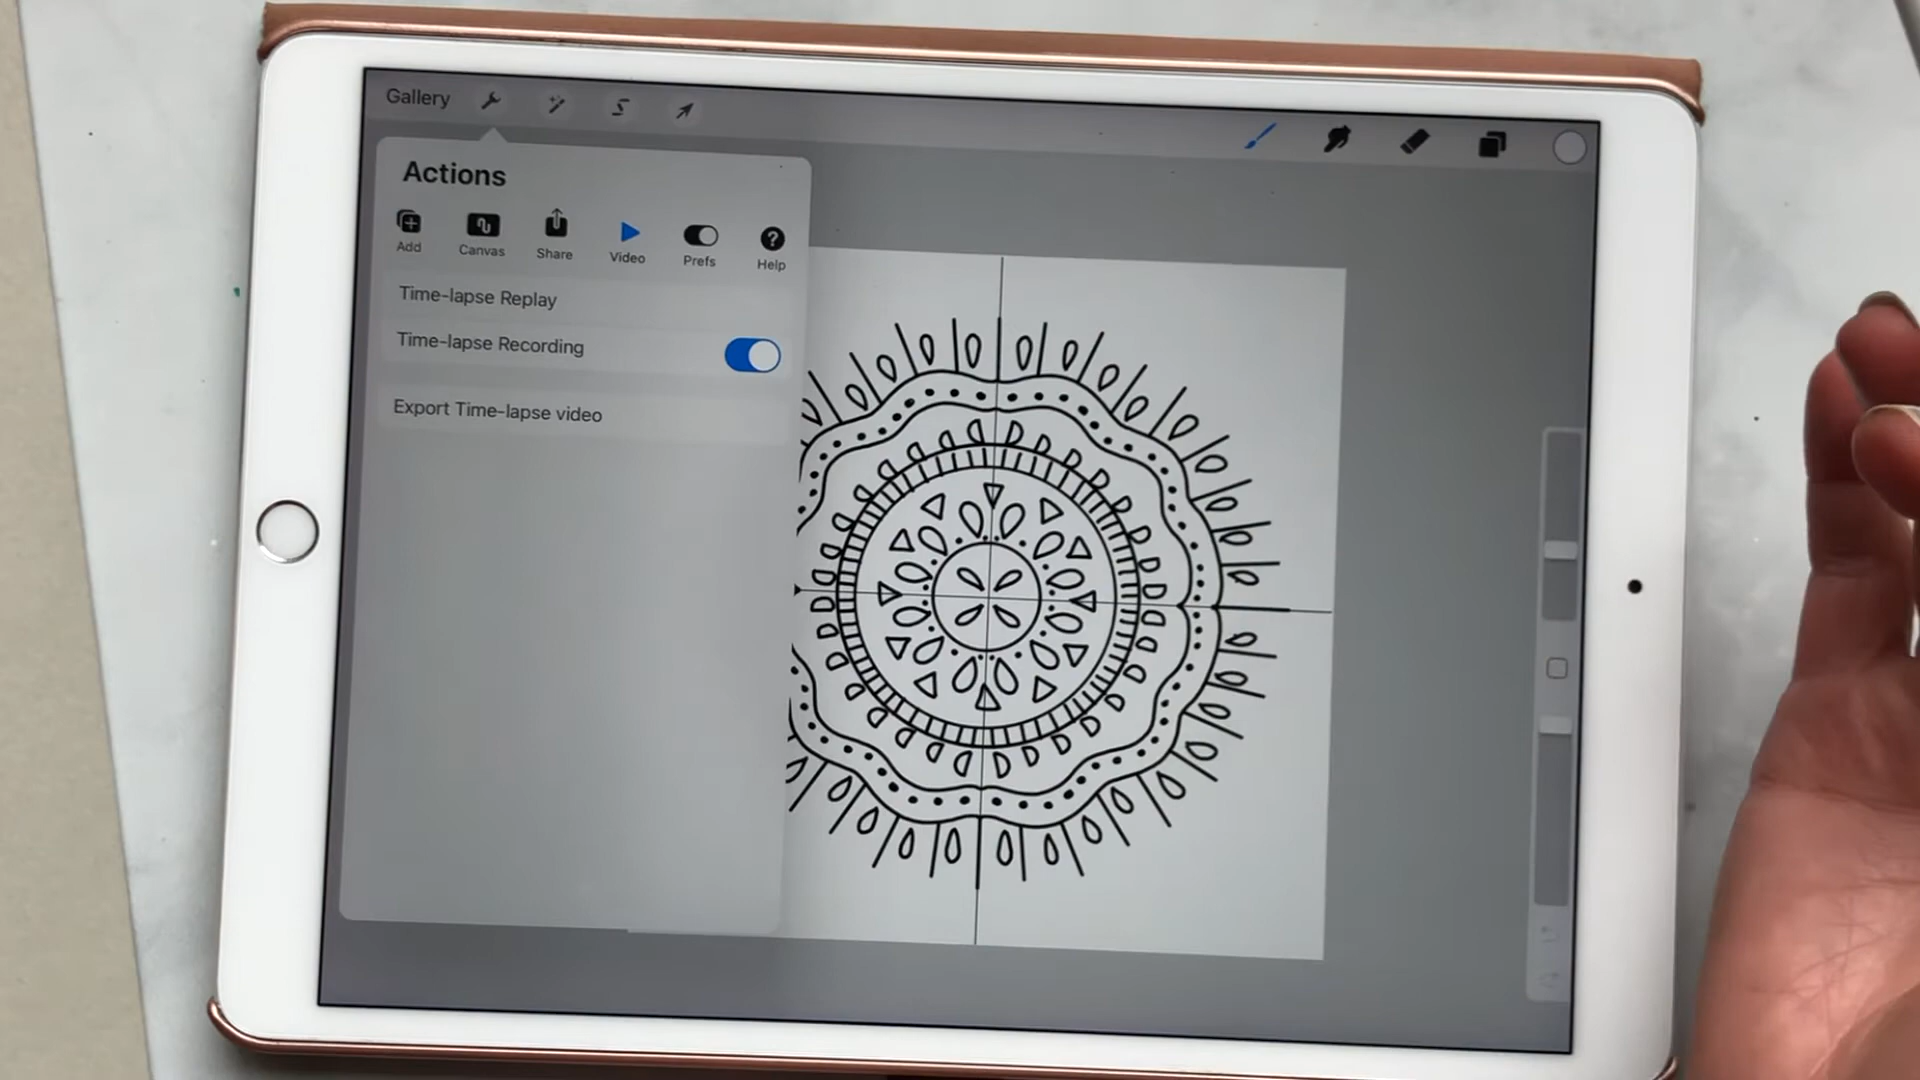 Gallery
Actions
Add Canvas Share Video Prefs Help
Time-lapse Replay
Time-lapse Recording
Export Time-lapse video